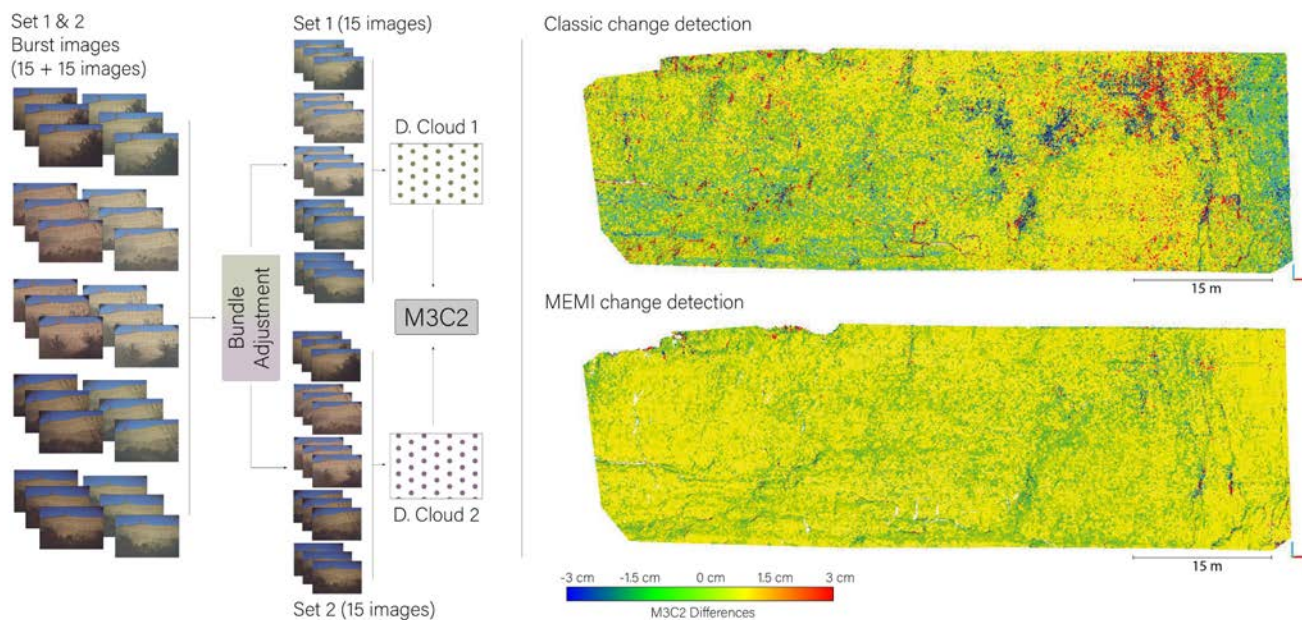 Set 1 & 2
Burst images
(15 + 15 images)
Bundle
Adjustment
Set 1 (15 images)
D. Cloud 1
M3C2
D. Cloud 2
Set 2 (15 images)
Classic change detection
15 m
MEMI change detection
15 m
-3 cm -1.5 cm 0 cm 1.5 cm 3 cm
M3C2 Differences